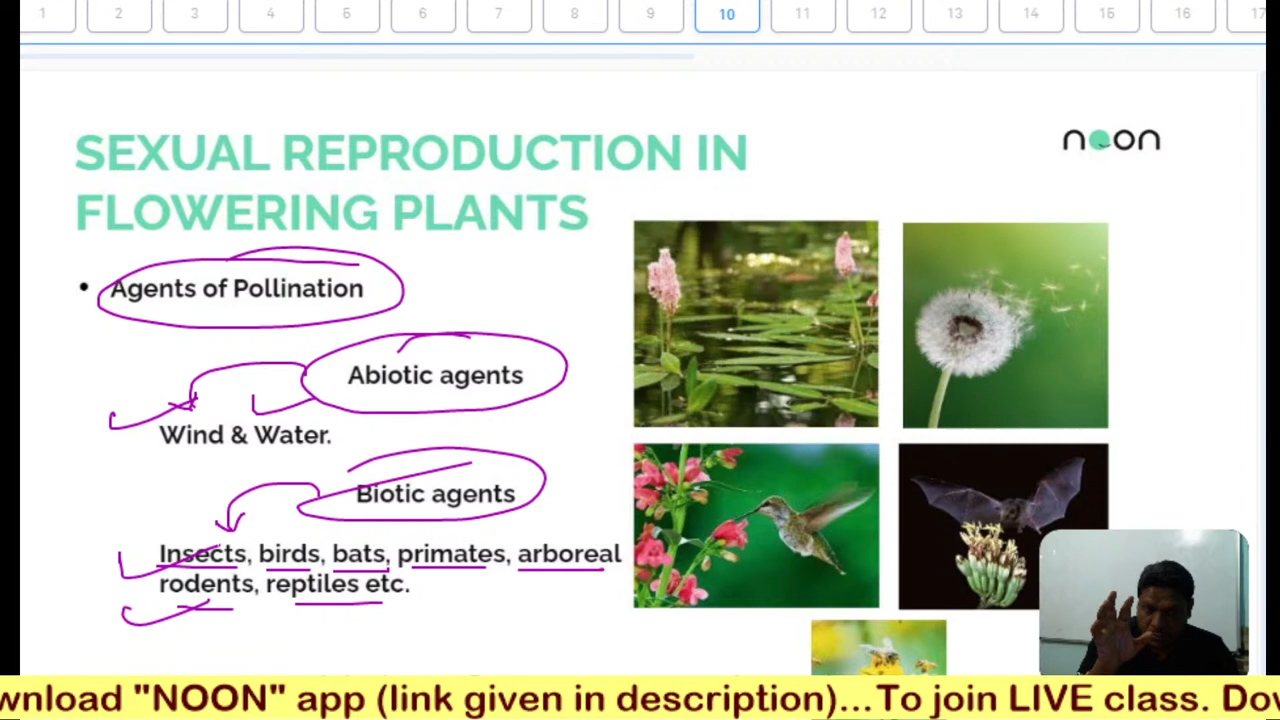 1 2 3 4 5 6 7 8 9 10 11 12 13 14 15 16 17
SEXUAL REPRODUCTION IN
noon
FLOWERING PLANTS
• Agents of Pollination
Abiotic agents
Wind & Water.
Biotic agents
Insects, birds, bats, primates, arboreal
rodents, reptiles etc.
wnload "NOON" app (link given in description)...To join LIVE class. Dov